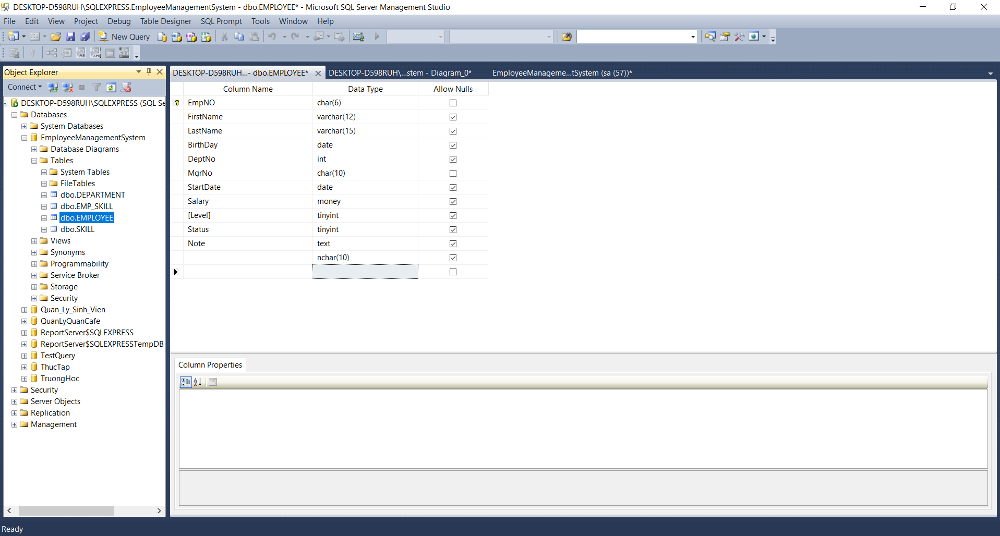 DESKTOP-D598RUH\SQLEXPRESS.EmployeeManagementSystem - dbo.EMPLOYEE* - Microsoft SQL Server Management Studio
File Edit View Project Debug Table Designer SQL Prompt Tools Window Help
New Query
Object Explorer
Connect
DESKTOP-D598RUH\SQLEXPRESS (SQL Se
Databases
System Databases
EmployeeManagementSystem
Database Diagrams
Tables
System Tables
FileTables
dbo.DEPARTMENT
dbo.EMP_SKILL
dbo.EMPLOYEE
dbo.SKILL
Views
Synonyms
Programmability
Service Broker
Storage
Security
Quan_Ly_Sinh_Vien
QuanLyQuanCafe
ReportServer$SQLEXPRESS
ReportServer$SQLEXPRESSTempDB
TestQuery
ThucTap
TruongHoc
Security
Server Objects
Replication
Management
DESKTOP-D598RUH...- dbo.EMPLOYEE* DESKTOP-D598RUH\...stem - Diagram_0* EmployeeManageme...tSystem (sa (57))*
Column Name Data Type Allow Nulls
EmpNO char(6)
FirstName varchar(12)
LastName varchar(15)
BirthDay date
DeptNo int
MgrNo char(10)
StartDate date
Salary money
[Level] tinyint
Status tinyint
Note text
nchar(10)
Column Properties
Ready